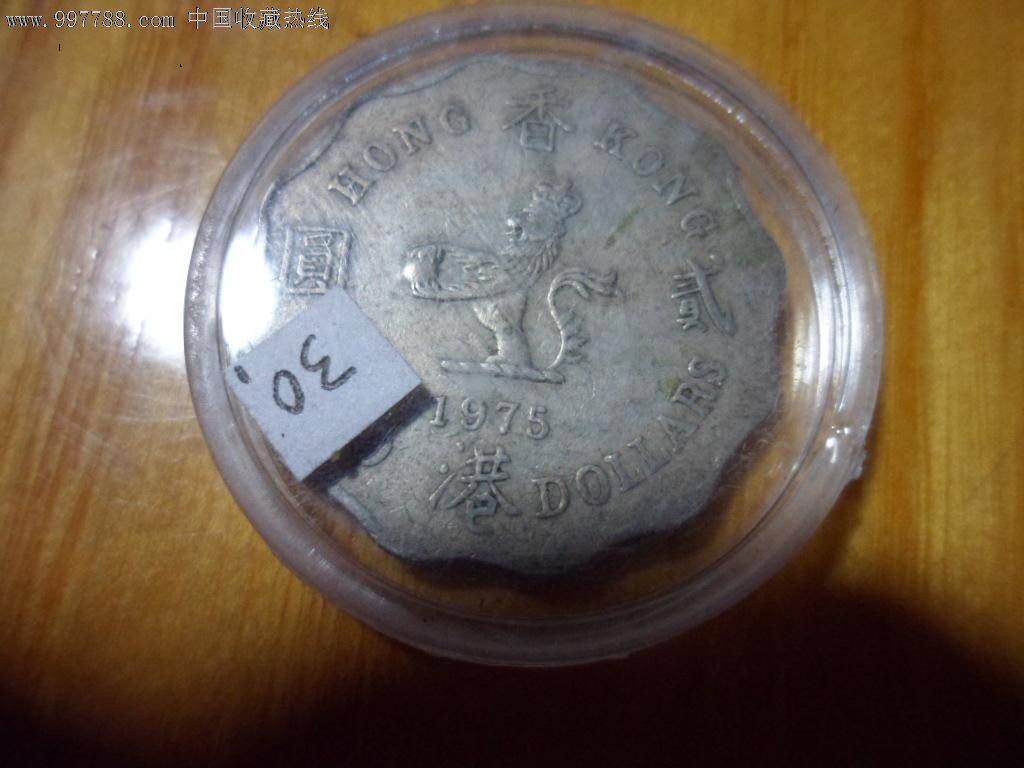 www.997788.com 中国收藏热线
HONG 香 KONG
圓 貳
1975
港 DOLLARS
30.